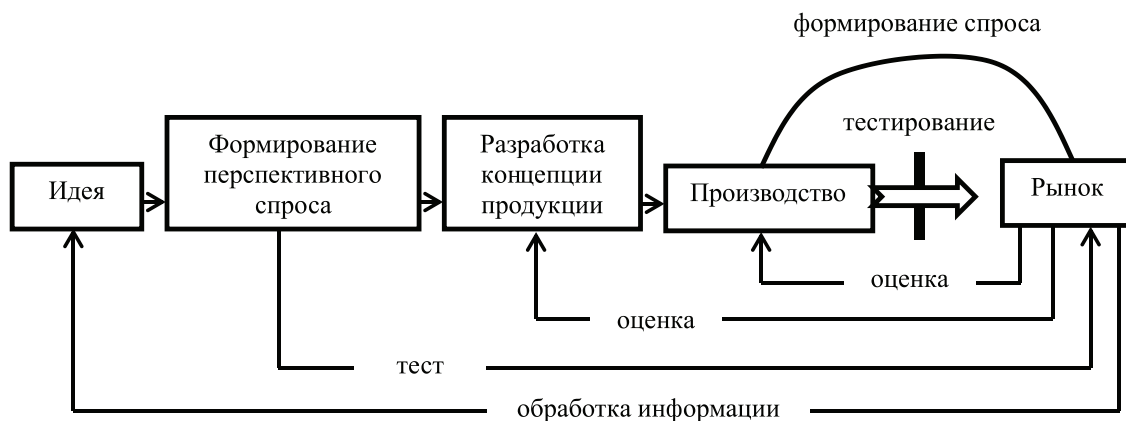 формирование спроса
тестирование
Идея
Формирование
перспективного
спроса
Разработка
концепции
продукции
Производство
Рынок
оценка
оценка
тест
обработка информации